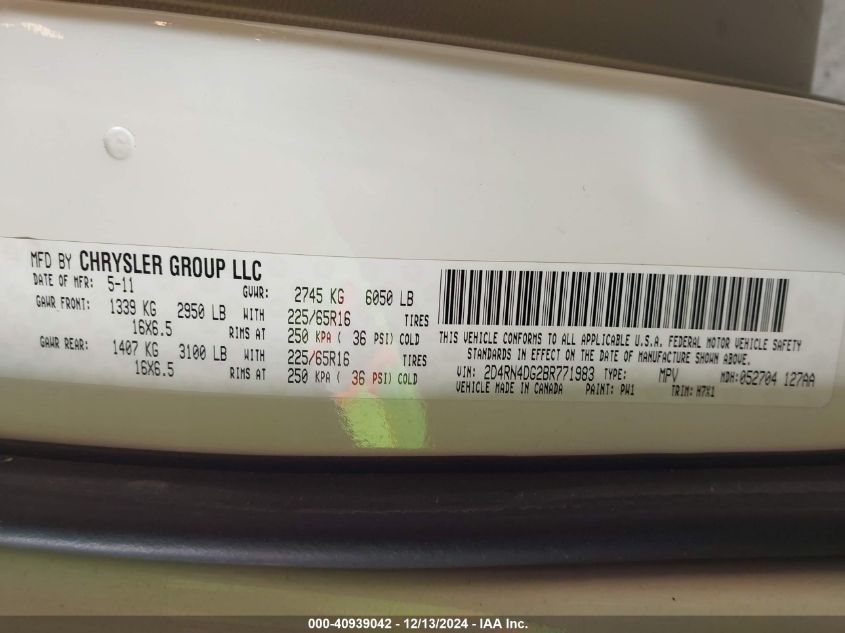 MFD BY CHRYSLER GROUP LLC
DATE OF MFR: 5-11 GVWR: 2745 KG 6050 LB
GAWR FRONT: 1339 KG 2950 LB WITH 225/65R16 TIRES
16X6.5 RIMS AT 250 KPA ( 36 PSI) COLD
GAWR REAR: 1407 KG 3100 LB WITH 225/65R16 TIRES
16X6.5 RIMS AT 250 KPA ( 36 PSI) COLD
THIS VEHICLE CONFORMS TO ALL APPLICABLE U.S.A. FEDERAL MOTOR VEHICLE SAFETY
STANDARDS IN EFFECT ON THE DATE OF MANUFACTURE SHOWN ABOVE.
VIN: 2D4RN4DG2BR771983 TYPE: MPV MDH: 052704 127AA
VEHICLE MADE IN CANADA PAINT: PW1 TRIM: M7X1
000-40939042 - 12/13/2024 - IAA Inc.